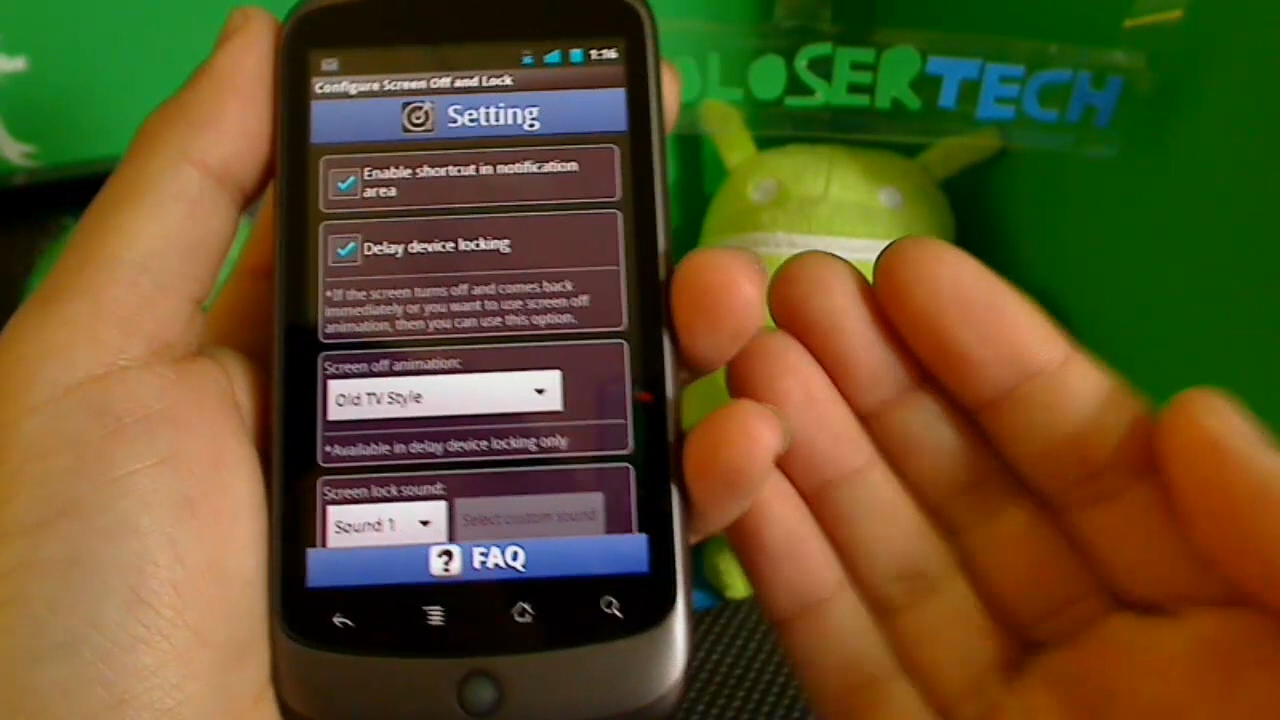 1:16
Configure Screen Off and Lock
Setting
Enable shortcut in notification
area
Delay device locking
*If the screen turns off and comes back
immediately or you want to use screen off
animation, then you can use this option.
Screen off animation:
Old TV Style
*Available in delay device locking only
Screen lock sound:
Sound 1
Select custom sound
? FAQ
OLOSERTECH